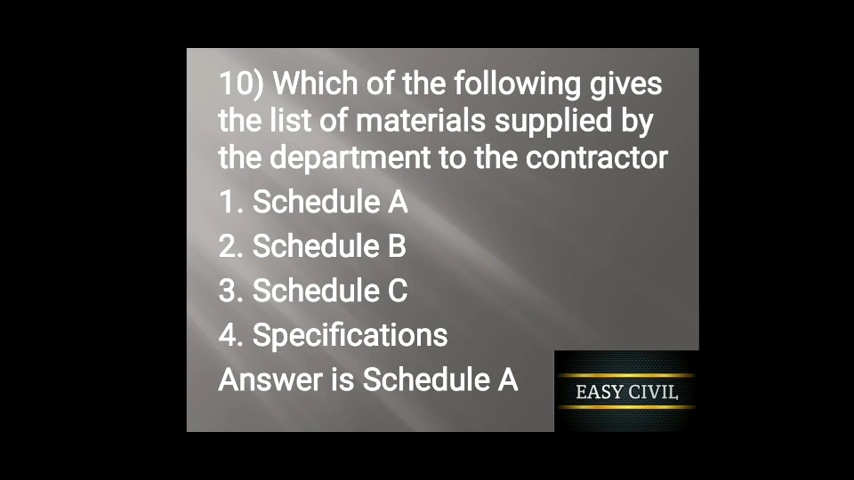 10) Which of the following gives
the list of materials supplied by
the department to the contractor
1. Schedule A
2. Schedule B
3. Schedule C
4. Specifications
Answer is Schedule A
EASY CIVIL